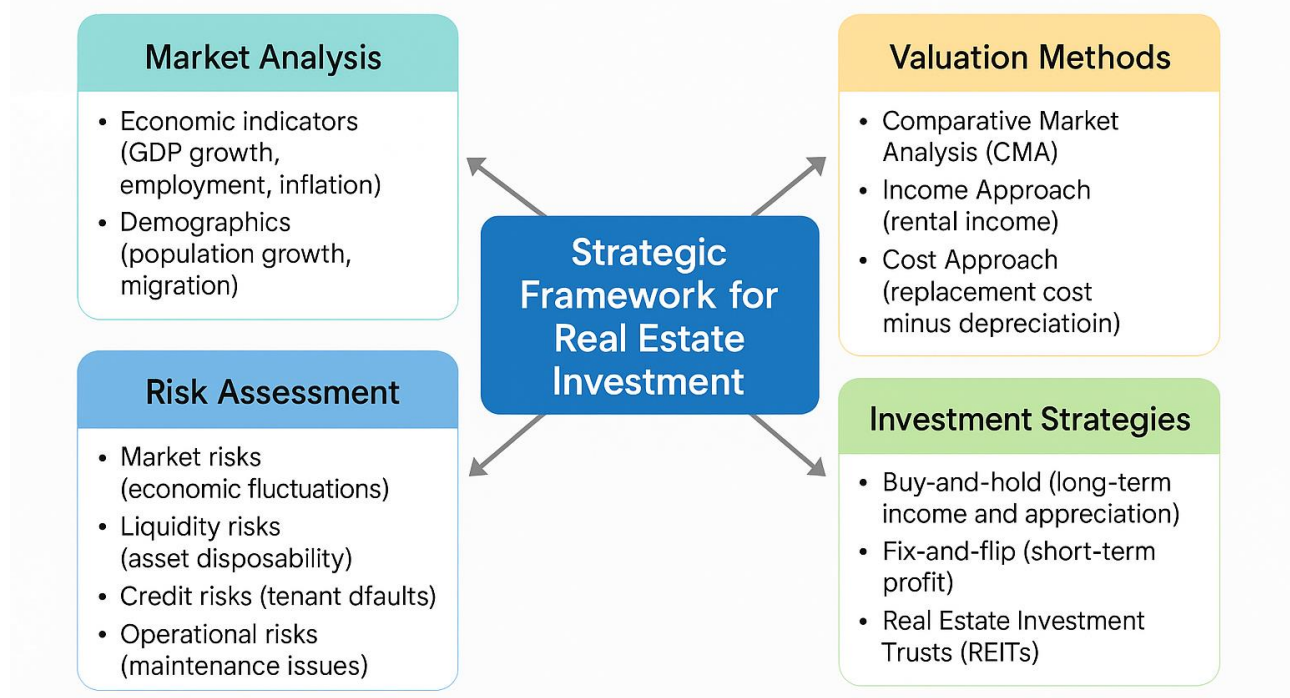 Market Analysis
• Economic indicators
(GDP growth,
employment, inflation)
• Demographics
(population growth,
migration)
Valuation Methods
• Comparative Market
Analysis (CMA)
• Income Approach
(rental income)
• Cost Approach
(replacement cost
minus depreciatioin)
Strategic
Framework for
Real Estate
Investment
Risk Assessment
• Market risks
(economic fluctuations)
• Liquidity risks
(asset disposability)
• Credit risks (tenant dfaults)
• Operational risks
(maintenance issues)
Investment Strategies
• Buy-and-hold (long-term
income and appreciation)
• Fix-and-flip (short-term
profit)
• Real Estate Investment
Trusts (REITs)